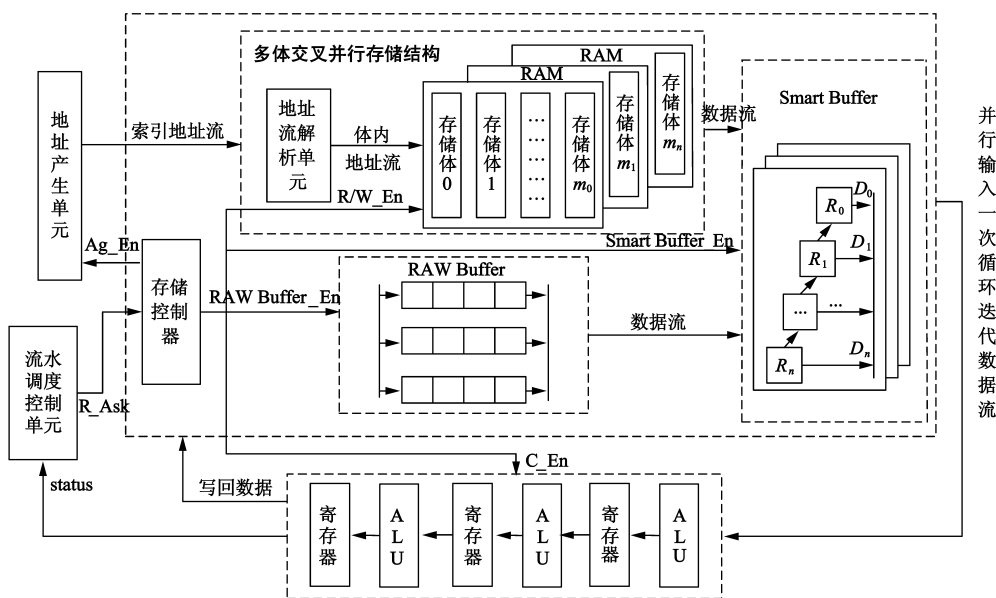 多体交叉并行存储结构
RAM
RAM
存储体
0
存储体
1
……
……
...
存储体
m0
存储体
m1
存储体
mn
地址流解析单元
体内
地址流
R/W_En
地址产生单元
索引地址流
数据流
Smart Buffer
R0
D0
R1
D1
...
...
Rn
Dn
并行输入一次循环迭代数据流
Ag_En
存储控制器
Smart Buffer_En
RAW Buffer
RAW Buffer_En
数据流
流水
调度
控制
单元
R_Ask
status
写回数据
C_En
寄存器
ALU
寄存器
ALU
寄存器
ALU